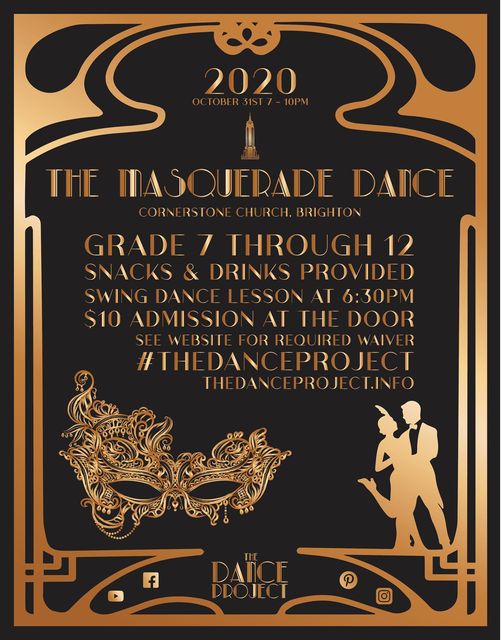 2020
OCTOBER 31ST 7 - 10PM
THE MASQUERADE DANCE
CORNERSTONE CHURCH, BRIGHTON
GRADE 7 THROUGH 12
SNACKS & DRINKS PROVIDED
SWING DANCE LESSON AT 6:30PM
$10 ADMISSION AT THE DOOR
SEE WEBSITE FOR REQUIRED WAIVER
#THEDANCEPROJECT
THEDANCEPROJECT.INFO
THE
DANCE
PROJECT